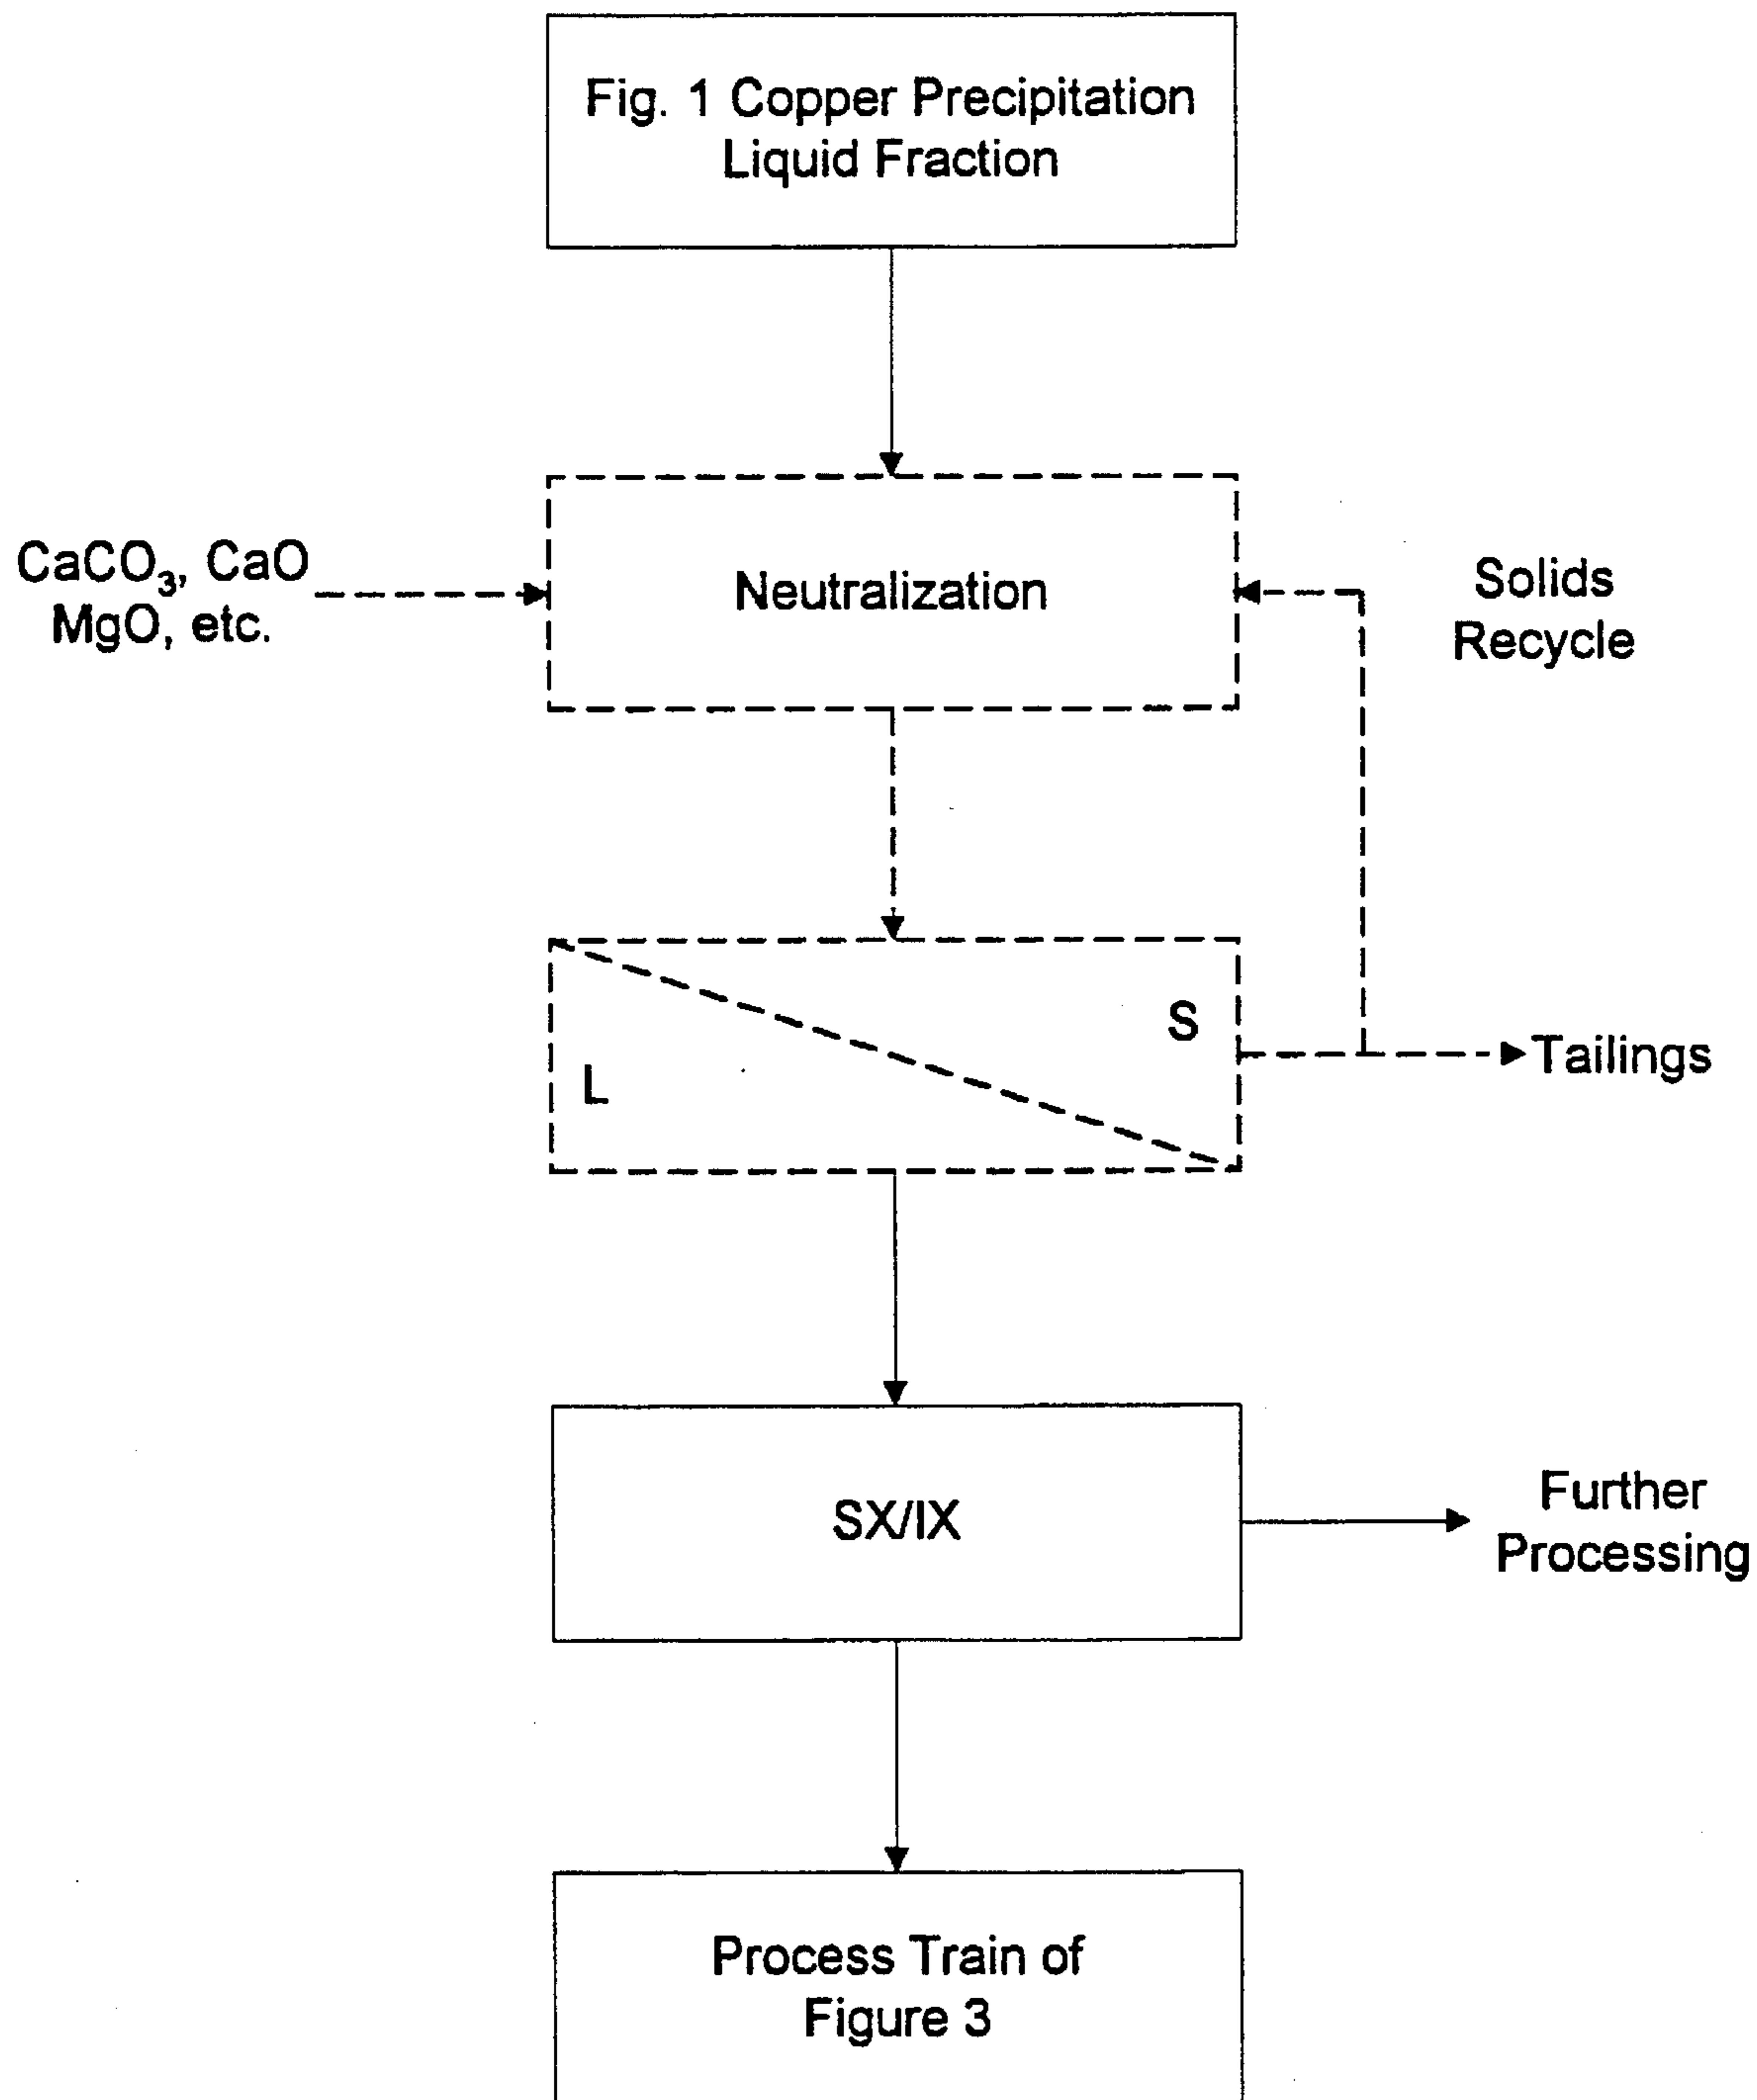 Fig. 1 Copper Precipitation
Liquid Fraction
CaCO₃, CaO
MgO, etc.
Neutralization
Solids
Recycle
S
L
Tailings
SX/IX
Further
Processing
Process Train of
Figure 3